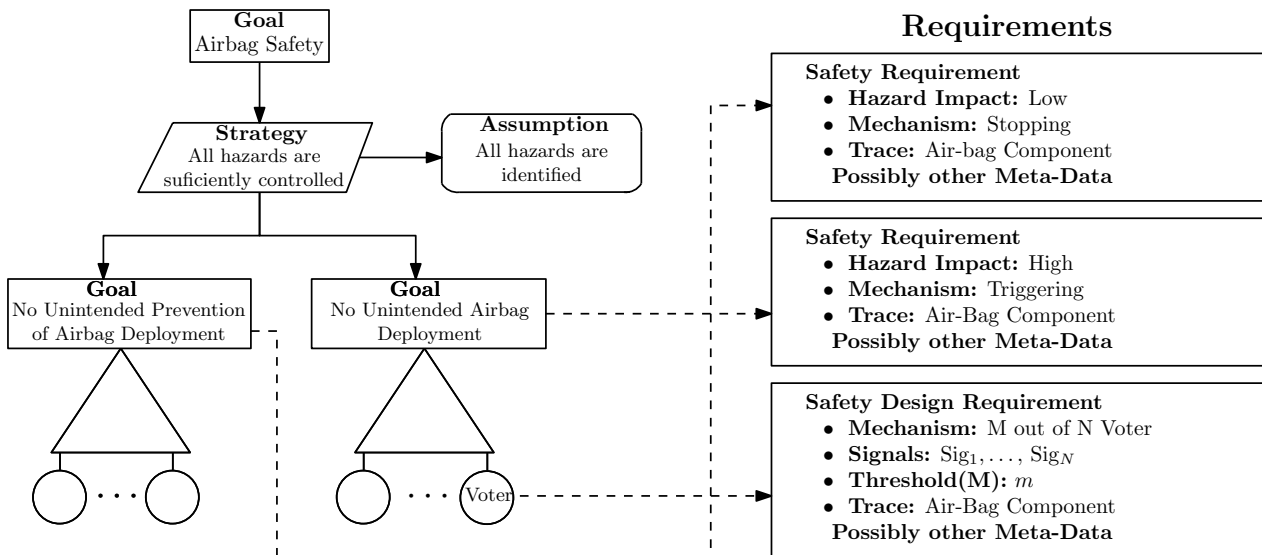 Goal
Airbag Safety
Strategy
All hazards are
suficiently controlled
Assumption
All hazards are
identified
Goal
No Unintended Prevention
of Airbag Deployment
Goal
No Unintended Airbag
Deployment
. . .
. . .
Voter
Requirements
Safety Requirement
• Hazard Impact: Low
• Mechanism: Stopping
• Trace: Air-bag Component
Possibly other Meta-Data
Safety Requirement
• Hazard Impact: High
• Mechanism: Triggering
• Trace: Air-Bag Component
Possibly other Meta-Data
Safety Design Requirement
• Mechanism: M out of N Voter
• Signals: Sig₁,..., Sig_N
• Threshold(M): m
• Trace: Air-Bag Component
Possibly other Meta-Data